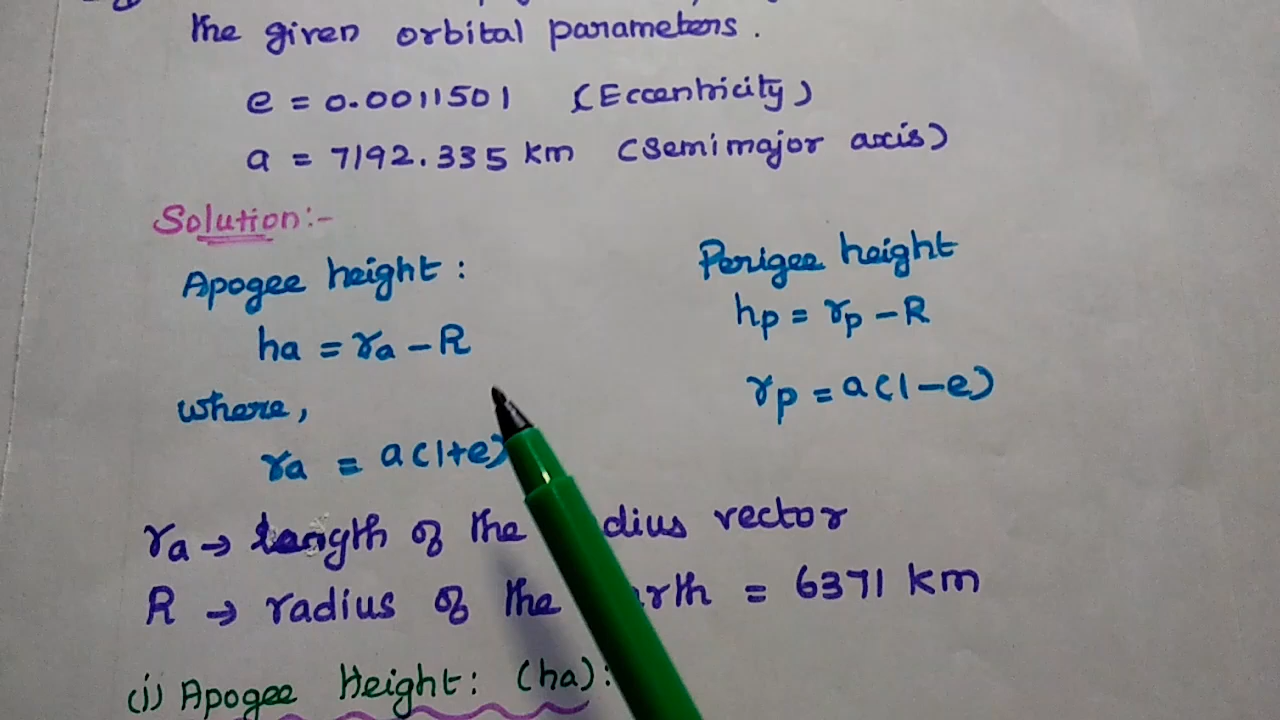 the given orbital parameters.
e = 0.0011501 (Eccentricity)
a = 7192.335 km (Semimajor axis)
Solution:-
Apogee height:
ha = ra - R
where,
ra = a(1+e)
Perigee height
hp = rp - R
rp = a(1-e)
ra → length of the radius vector
R → radius of the = 6371 km
(i) Apogee Height: (ha):